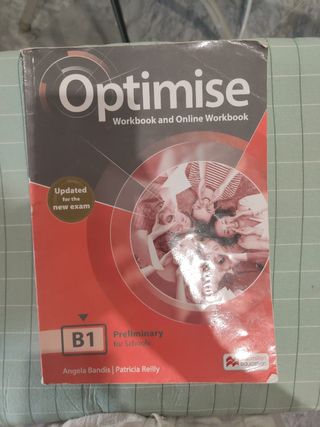 Optimise
Workbook and Online Workbook
Updated
for the
new exam
B1
Preliminary
for Schools
Angela Bandis | Patricia Reilly
education